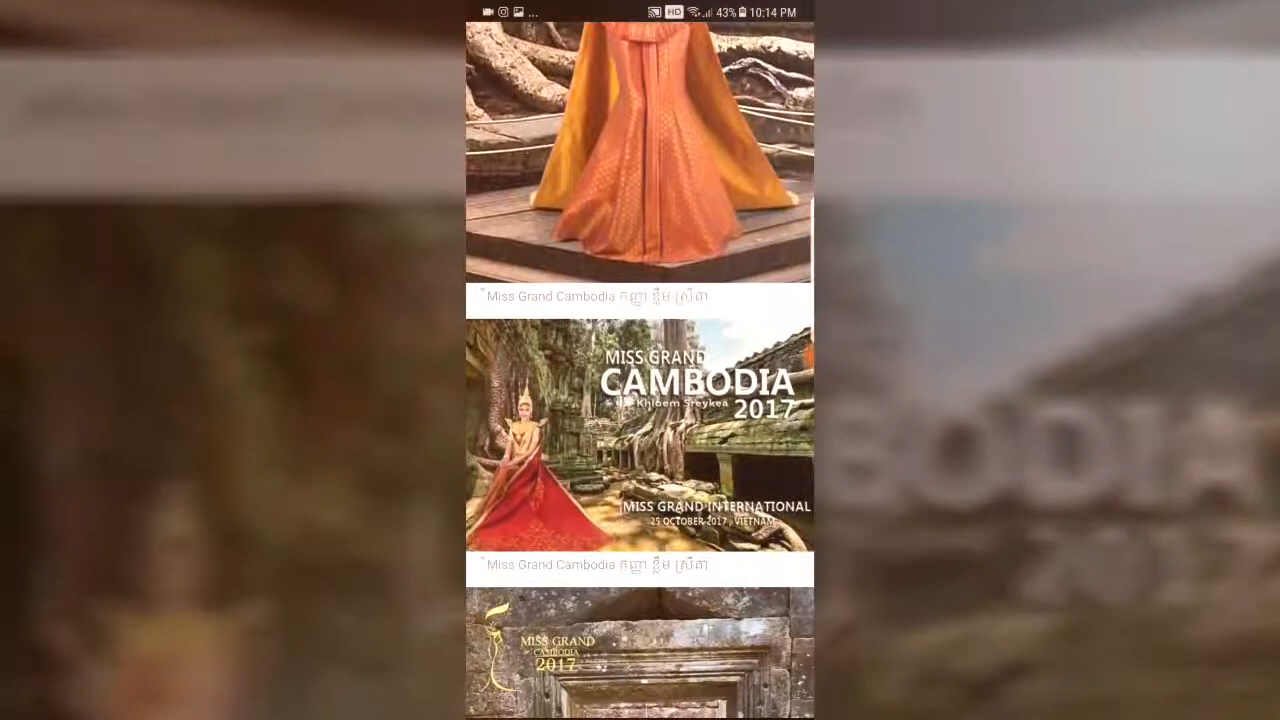 ... HD 43% 10:14 PM
Miss Grand Cambodia កញ្ញា ខ្លឹម ស្រីគា
MISS GRAND
CAMBODIA
Khloem Sreykea 2017
MISS GRAND INTERNATIONAL
25 OCTOBER 2017, VIETNAM
Miss Grand Cambodia កញ្ញា ខ្លឹម ស្រីគា
MISS GRAND
CAMBODIA
2017